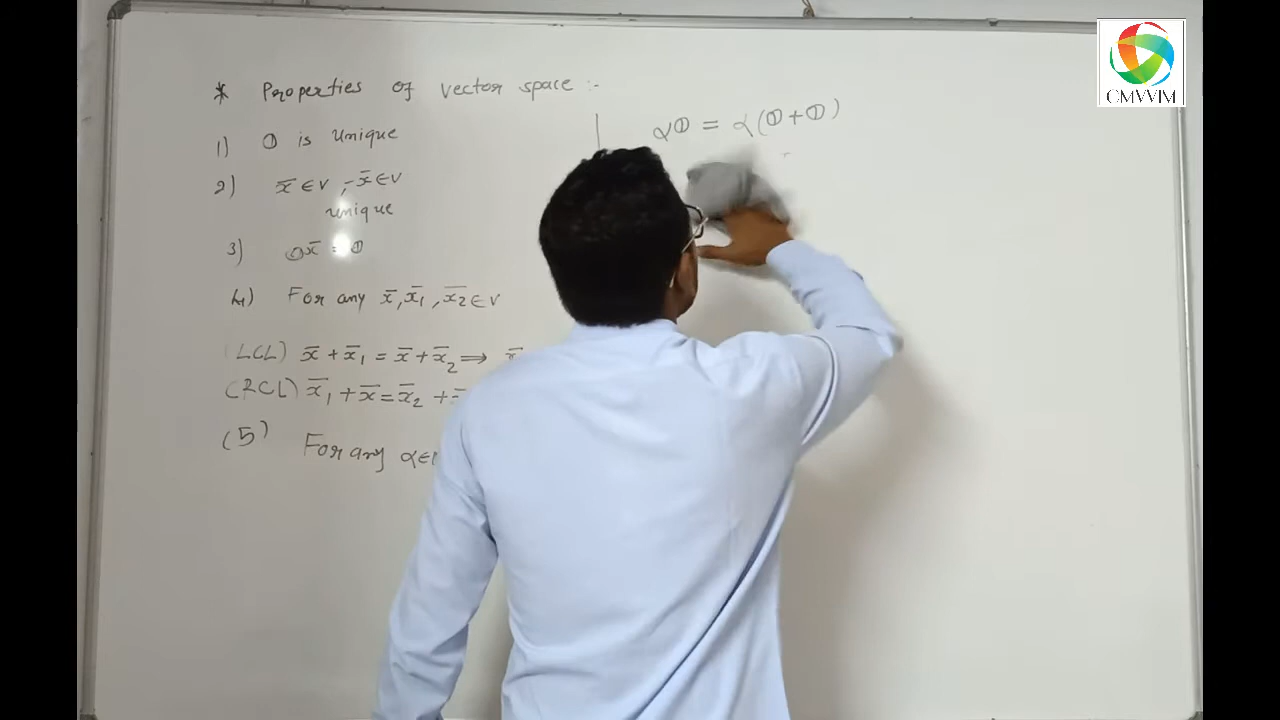 * Properties of vector space :-
1) 𝟘 is unique
2) x̄ ∈ V, -x̄ ∈ V
unique
3) 0x̄ = 𝟘
4) For any x̄, x̄₁, x̄₂ ∈ V
(LCL) x̄ + x̄₁ = x̄ + x̄₂ ⟹ x̄
(RCL) x̄₁ + x̄ = x̄₂ +
(5) For any α ∈
α𝟘 = α(𝟘+𝟘)
CMVVIM